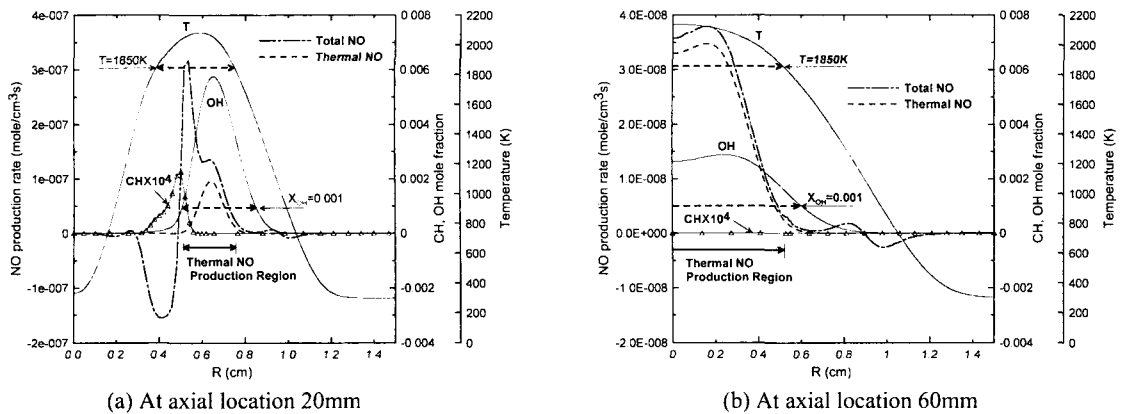 4e-007
3e-007
2e-007
1e-007
0
-1e-007
-2e-007
NO production rate (mole/cm3s)
T
Total NO
Thermal NO
T=1850K
OH
CHX10^4
X_OH=0 001
Thermal NO
Production Region
0 008
0 006
0 004
0 002
0
-0 002
-0 004
CH, OH mole fraction
2200
2000
1800
1600
1400
1200
1000
800
600
400
200
0
Temperature (K)
0 0
0 2
0 4
0 6
0 8
1 0
1 2
1 4
R (cm)
(a) At axial location 20mm
4.0E-008
3.0E-008
2.0E-008
1.0E-008
0.0E+000
-1.0E-008
-2.0E-008
NO production rate (mole/cm3s)
T
T=1850K
Total NO
Thermal NO
OH
X_OH=0 001
CHX10^4
Thermal NO
Production Region
0 008
0 006
0 004
0 002
0
-0 002
-0 004
CH, OH mole fraction
2200
2000
1800
1600
1400
1200
1000
800
600
400
200
0
Temperature (K)
0
0 2
0 4
0 6
0 8
1
1 2
1 4
R (cm)
(b) At axial location 60mm